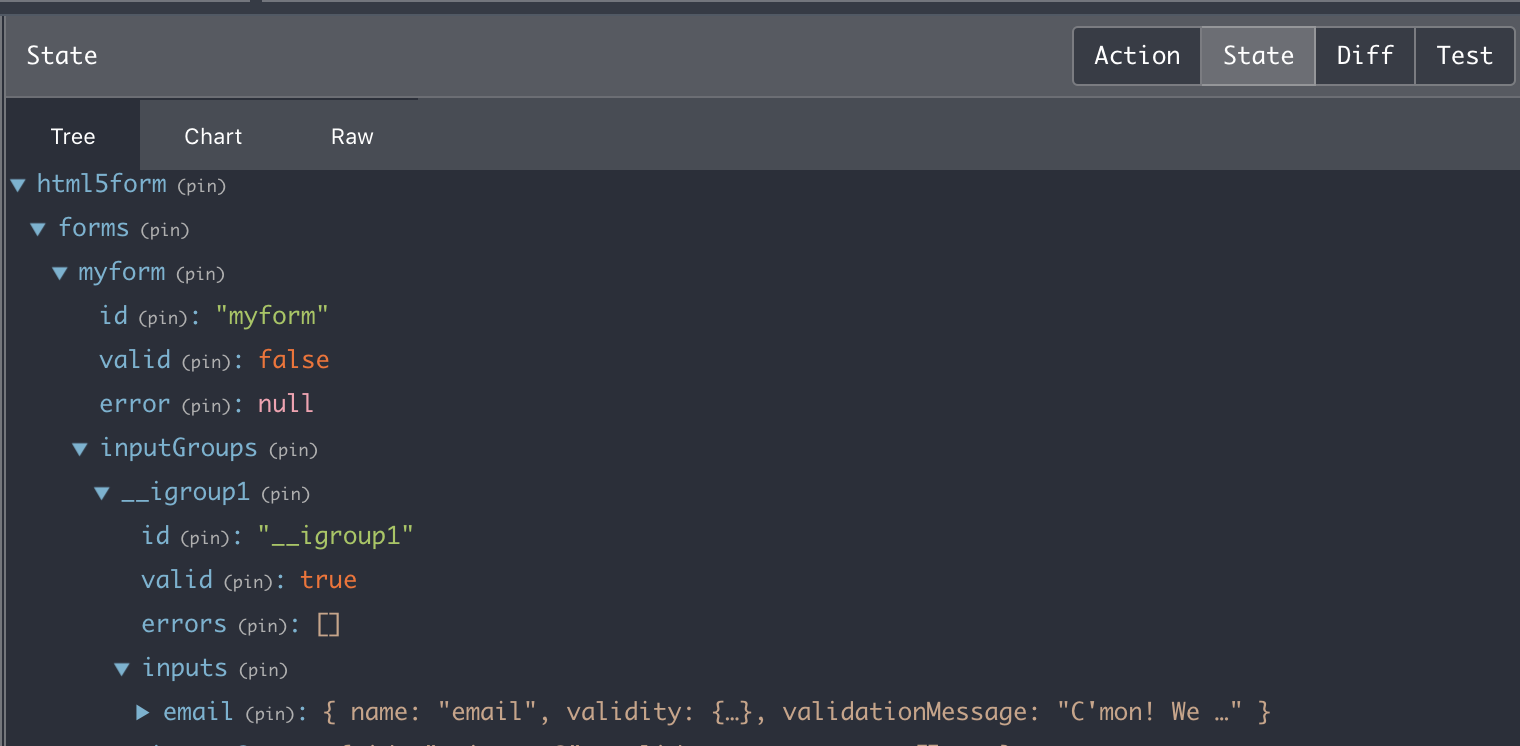 State Action State Diff Test
Tree Chart Raw
▼ html5form (pin)
▼ forms (pin)
▼ myform (pin)
id (pin): "myform"
valid (pin): false
error (pin): null
▼ inputGroups (pin)
▼ __igroup1 (pin)
id (pin): "__igroup1"
valid (pin): true
errors (pin): []
▼ inputs (pin)
▶ email (pin): { name: "email", validity: {…}, validationMessage: "C'mon! We …" }